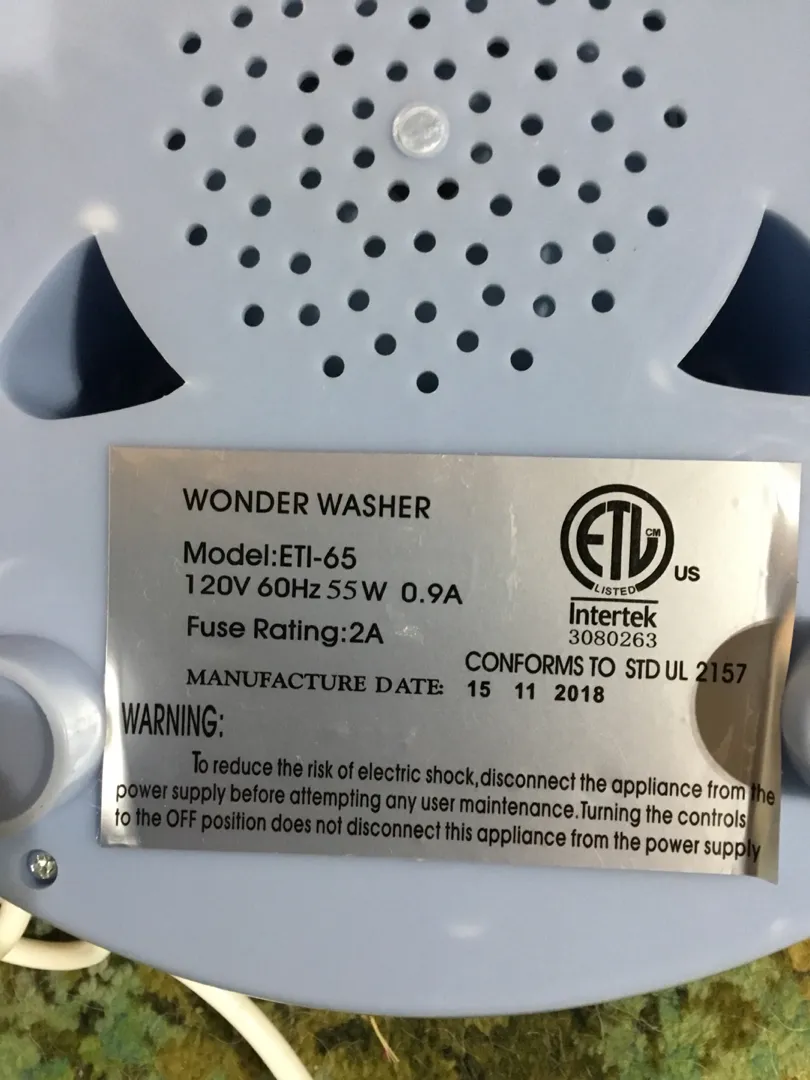 WONDER WASHER
Model:ETI-65
120V 60Hz 55W 0.9A
Fuse Rating:2A
ETL CM
US
LISTED
Intertek
3080263
CONFORMS TO STD UL 2157
MANUFACTURE DATE: 15 11 2018
WARNING:
To reduce the risk of electric shock,disconnect the appliance from the
power supply before attempting any user maintenance.Turning the controls
to the OFF position does not disconnect this appliance from the power supply